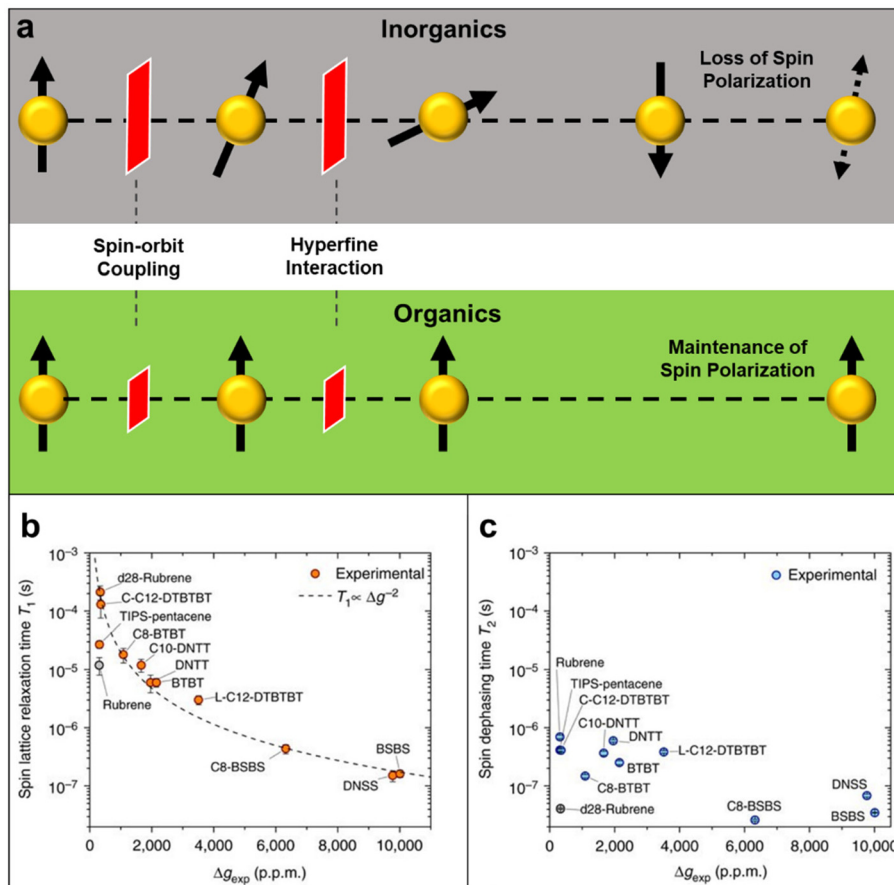 a
Inorganics
Loss of Spin
Polarization
Spin-orbit
Coupling
Hyperfine
Interaction
Organics
Maintenance of
Spin Polarization
b
Spin lattice relaxation time T₁ (s)
10⁻³
10⁻⁴
10⁻⁵
10⁻⁶
10⁻⁷
d28-Rubrene
C-C12-DTBTBT
TIPS-pentacene
C8-BTBT
C10-DNTT
DNTT
BTBT
Rubrene
L-C12-DTBTBT
C8-BSBS
BSBS
DNSS
Experimental
T₁∝ Δg⁻²
0 2,000 4,000 6,000 8,000 10,000
Δgexp (p.p.m.)
c
Spin dephasing time T₂ (s)
10⁻³
10⁻⁴
10⁻⁵
10⁻⁶
10⁻⁷
Experimental
Rubrene
TIPS-pentacene
C-C12-DTBTBT
C10-DNTT
DNTT
L-C12-DTBTBT
BTBT
C8-BTBT
d28-Rubrene
C8-BSBS
DNSS
BSBS
0 2,000 4,000 6,000 8,000 10,000
Δgexp (p.p.m.)